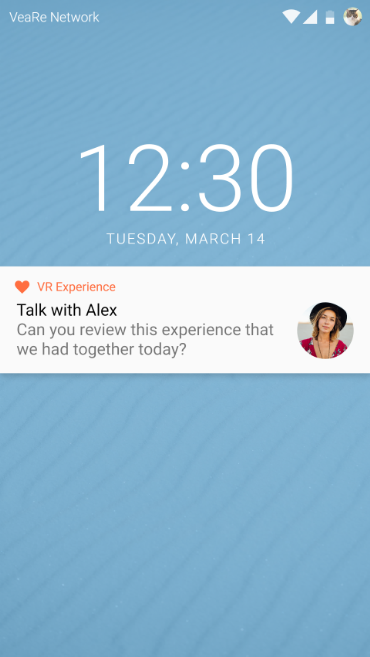 VeaRe Network
12:30
TUESDAY, MARCH 14
VR Experience
Talk with Alex
Can you review this experience that
we had together today?